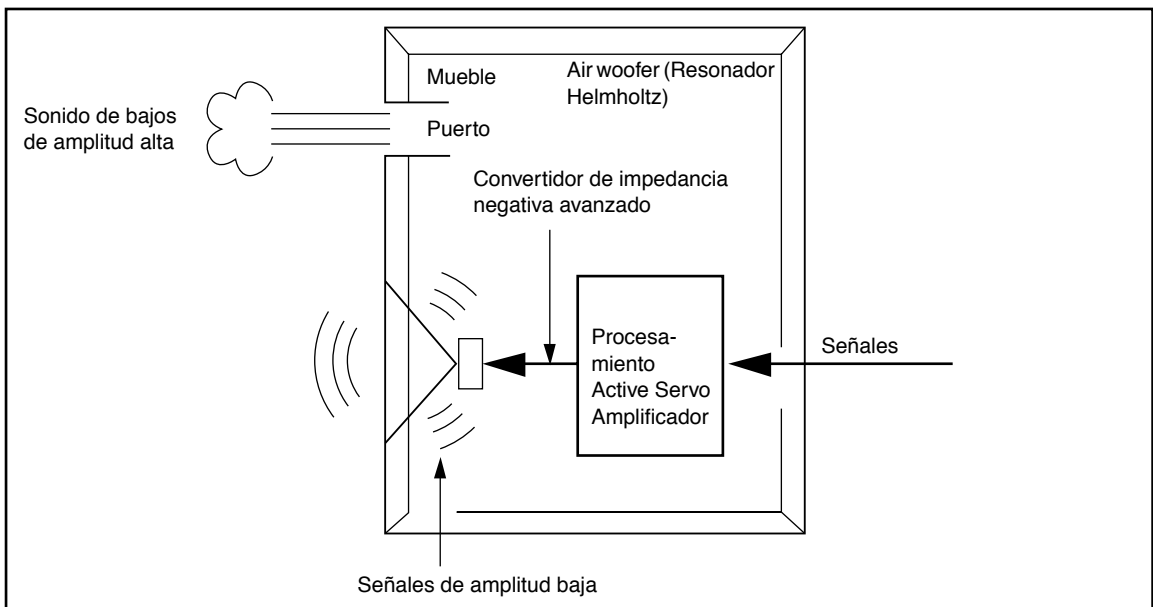 Mueble
Air woofer (Resonador
Helmholtz)
Sonido de bajos
de amplitud alta
Puerto
Convertidor de impedancia
negativa avanzado
Procesa-
miento
Active Servo
Amplificador
Señales
Señales de amplitud baja